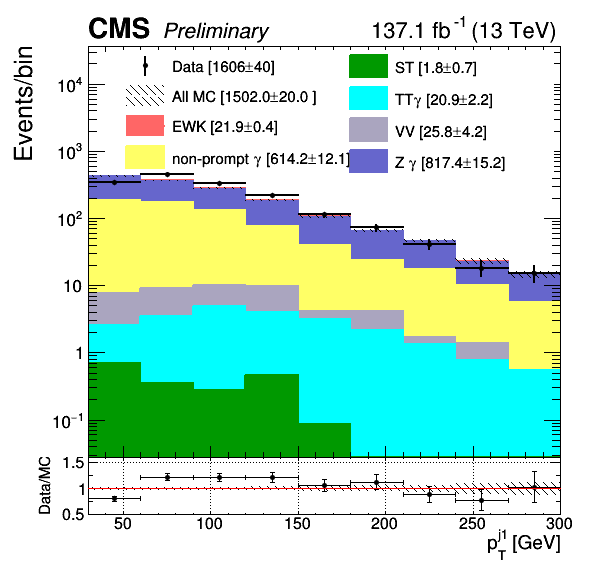 CMS Preliminary 137.1 fb⁻¹ (13 TeV)
Events/bin
Data [1606±40]
All MC [1502.0±20.0 ]
EWK [21.9±0.4]
non-prompt γ [614.2±12.1]
ST [1.8±0.7]
TTγ [20.9±2.2]
VV [25.8±4.2]
Z γ [817.4±15.2]
10⁴
10³
10²
10
1
10⁻¹
Data/MC
1.5
1
0.5
50 100 150 200 250 300
p_T^j1 [GeV]